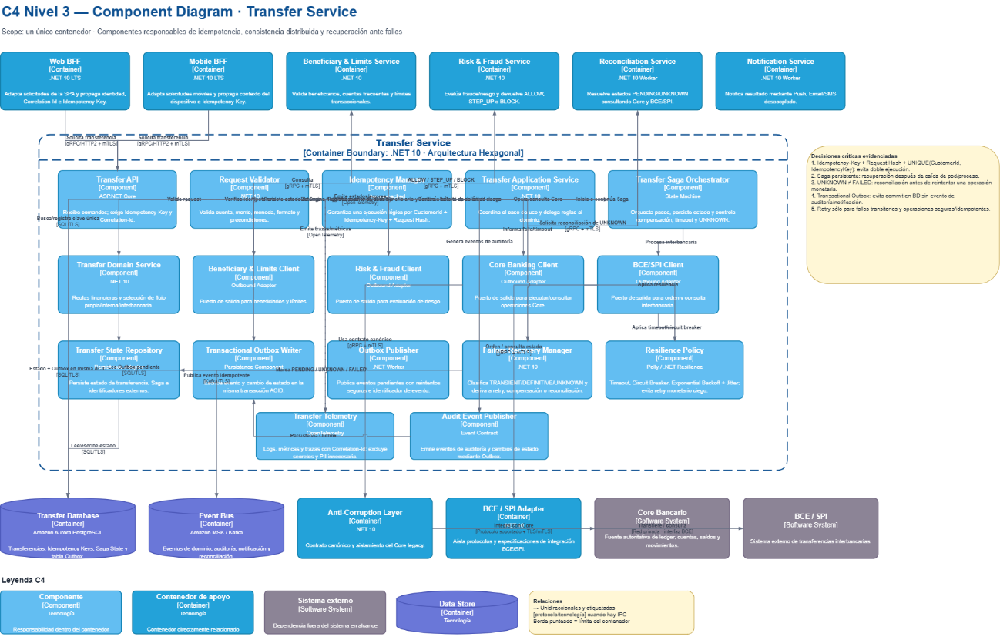 C4 Nivel 3 — Component Diagram · Transfer Service
Scope: un único contenedor · Componentes responsables de idempotencia, consistencia distribuida y recuperación ante fallos
Web BFF
[Container]
.NET 10 LTS
Adapta solicitudes de la SPA y propaga identidad,
Correlation-Id e Idempotency-Key.
Mobile BFF
[Container]
.NET 10 LTS
Adapta solicitudes móviles y propaga contexto del
dispositivo e Idempotency-Key.
Beneficiary & Limits Service
[Container]
.NET 10
Valida beneficiarios, cuentas frecuentes y límites
transaccionales.
Risk & Fraud Service
[Container]
.NET 10
Evalúa fraude/riesgo y devuelve ALLOW,
STEP_UP o BLOCK.
Reconciliation Service
[Container]
.NET 10 Worker
Resuelve estados PENDING/UNKNOWN
consultando Core y BCE/SPI.
Notification Service
[Container]
.NET 10 Worker
Notifica resultado mediante Push, Email/SMS
desacoplado.
Solicita transferencia
[gRPC/HTTP2 + mTLS]
Solicita transferencia
[gRPC/HTTP2 + mTLS]
Transfer Service
[Container Boundary: .NET 10 · Arquitectura Hexagonal]
Decisiones críticas evidenciadas
1. Idempotency-Key + Request Hash + UNIQUE(CustomerId,
IdempotencyKey): evita doble ejecución.
2. Saga persistente: recuperación después de caída de pod/proceso.
3. UNKNOWN ≠ FAILED: reconciliación antes de reintentar una operación
monetaria.
4. Transactional Outbox: evita commit en BD sin evento de
auditoría/notificación.
5. Retry sólo para fallos transitorios y operaciones seguras/idempotentes.
Transfer API
[Component]
ASP.NET Core
Recibe comandos; exige Idempotency-Key y
Correlation-Id.
Request Validator
[Component]
.NET 10
Valida cuenta, monto, moneda, formato y
precondiciones.
Idempotency
[Component]
Garantiza una ejecución lógica por CustomerId +
Idempotency-Key + Request Hash.
Transfer Application Service
[Component]
.NET 10
Coordina el caso de uso y delega reglas al
dominio.
Transfer Saga Orchestrator
[Component]
State Machine
Orquesta pasos, persiste estado y controla
compensación, timeout y UNKNOWN.
Consulta
[gRPC + mTLS]
ALLOW / STEP_UP / BLOCK
[gRPC + mTLS]
Valida request
Opera/consulta Core
Inicia o continúa Saga
[OpenTelemetry]
Busca/registra clave única
[SQL/TLS]
Emite trazas/métricas
[OpenTelemetry]
Solicita reconciliación de UNKNOWN
[gRPC + mTLS]
Informa fallo/timeout
Genera eventos de auditoría
Procesa interbancaria
Transfer Domain Service
[Component]
.NET 10
Reglas financieras y selección de flujo
propia/interna/interbancaria.
Beneficiary & Limits Client
[Component]
Outbound Adapter
Puerto de salida para beneficiarios y límites.
Risk & Fraud Client
[Component]
Outbound Adapter
Puerto de salida para evaluación de riesgo.
Core Banking Client
[Component]
Outbound Adapter
Puerto de salida para ejecutar/consultar
operaciones Core.
BCE/SPI Client
[Component]
Outbound Adapter
Puerto de salida para orden y consulta
interbancaria.
Aplica resiliencia
Aplica timeout/circuit breaker
Usa contrato canónico
[gRPC + mTLS]
Orden / consulta estado
[gRPC + mTLS]
Transfer State Repository
[Component]
Persiste estado de transferencia, Saga e
identificadores externos.
Transactional Outbox Writer
[Component]
Persistence Component
misma transacción ACID.
Outbox Publisher
[Component]
.NET Worker
Publica eventos pendientes con reintentos
seguros e identificador de evento.
Manager
[Component]
.NET 10
Clasifica TRANSIENT/DEFINITIVE/UNKNOWN y
deriva a retry, compensación o reconciliación.
Resilience Policy
[Component]
Polly / .NET Resilience
Timeout, Circuit Breaker, Exponential Backoff + Jitter;
evita retry monetario ciego.
Estado + Outbox en misma ACID
[SQL/TLS]
Lee Outbox pendiente
[SQL/TLS]
Publica evento idempotente
[Kafka/TLS]
Marca PENDING / UNKNOWN / FAILED
Transfer Telemetry
[Component]
OpenTelemetry
Logs, métricas y trazas con Correlation-Id; excluye
secretos y PII innecesaria.
Audit Event Publisher
[Component]
Event Contract
Emite eventos de auditoría y cambios de estado
mediante Outbox.
Persiste vía Outbox
Lee/escribe estado
[SQL/TLS]
Transfer Database
[Container]
Amazon Aurora PostgreSQL
Transferencias, Idempotency Keys, Saga State y
tabla Outbox.
Event Bus
[Container]
Amazon MSK / Kafka
Eventos de dominio, auditoría, notificación y
reconciliación.
Anti-Corruption Layer
[Container]
.NET 10
Contrato canónico y aislamiento del Core legacy.
BCE / SPI Adapter
[Container]
.NET 10
Aísla protocolos y especificaciones de integración
BCE/SPI.
[Protocolo soportado + TLS/mTLS]
Core Bancario
[Software System]
Fuente autoritativa de ledger, cuentas, saldos y
movimientos.
Transfiere / consulta
BCE / SPI
[Software System]
Sistema externo de transferencias interbancarias.
Leyenda C4
Componente
[Component]
Tecnología
Responsabilidad dentro del contenedor
Contenedor de apoyo
[Container]
Tecnología
Contenedor directamente relacionado
Sistema externo
[Software System]
Dependencia fuera del sistema en alcance
Data Store
[Container]
Tecnología
Relaciones
→ Unidireccionales y etiquetadas
[protocolo/tecnología] cuando hay IPC
Borde punteado = límite del contenedor